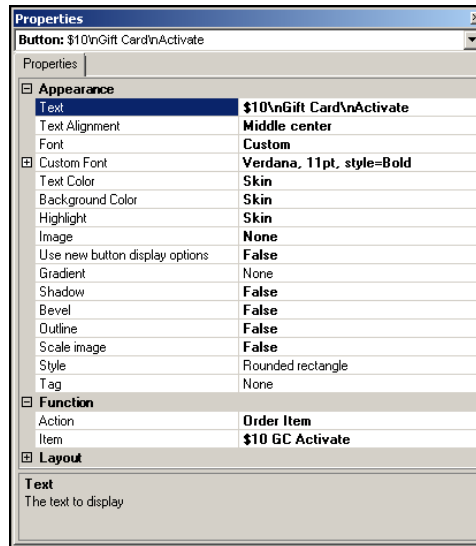 Properties
Button: $10\nGift Card\nActivate
Properties
Appearance
Text $10\nGift Card\nActivate
Text Alignment Middle center
Font Custom
Custom Font Verdana, 11pt, style=Bold
Text Color Skin
Background Color Skin
Highlight Skin
Image None
Use new button display options False
Gradient None
Shadow False
Bevel False
Outline False
Scale image False
Style Rounded rectangle
Tag None
Function
Action Order Item
Item $10 GC Activate
Layout
Text
The text to display